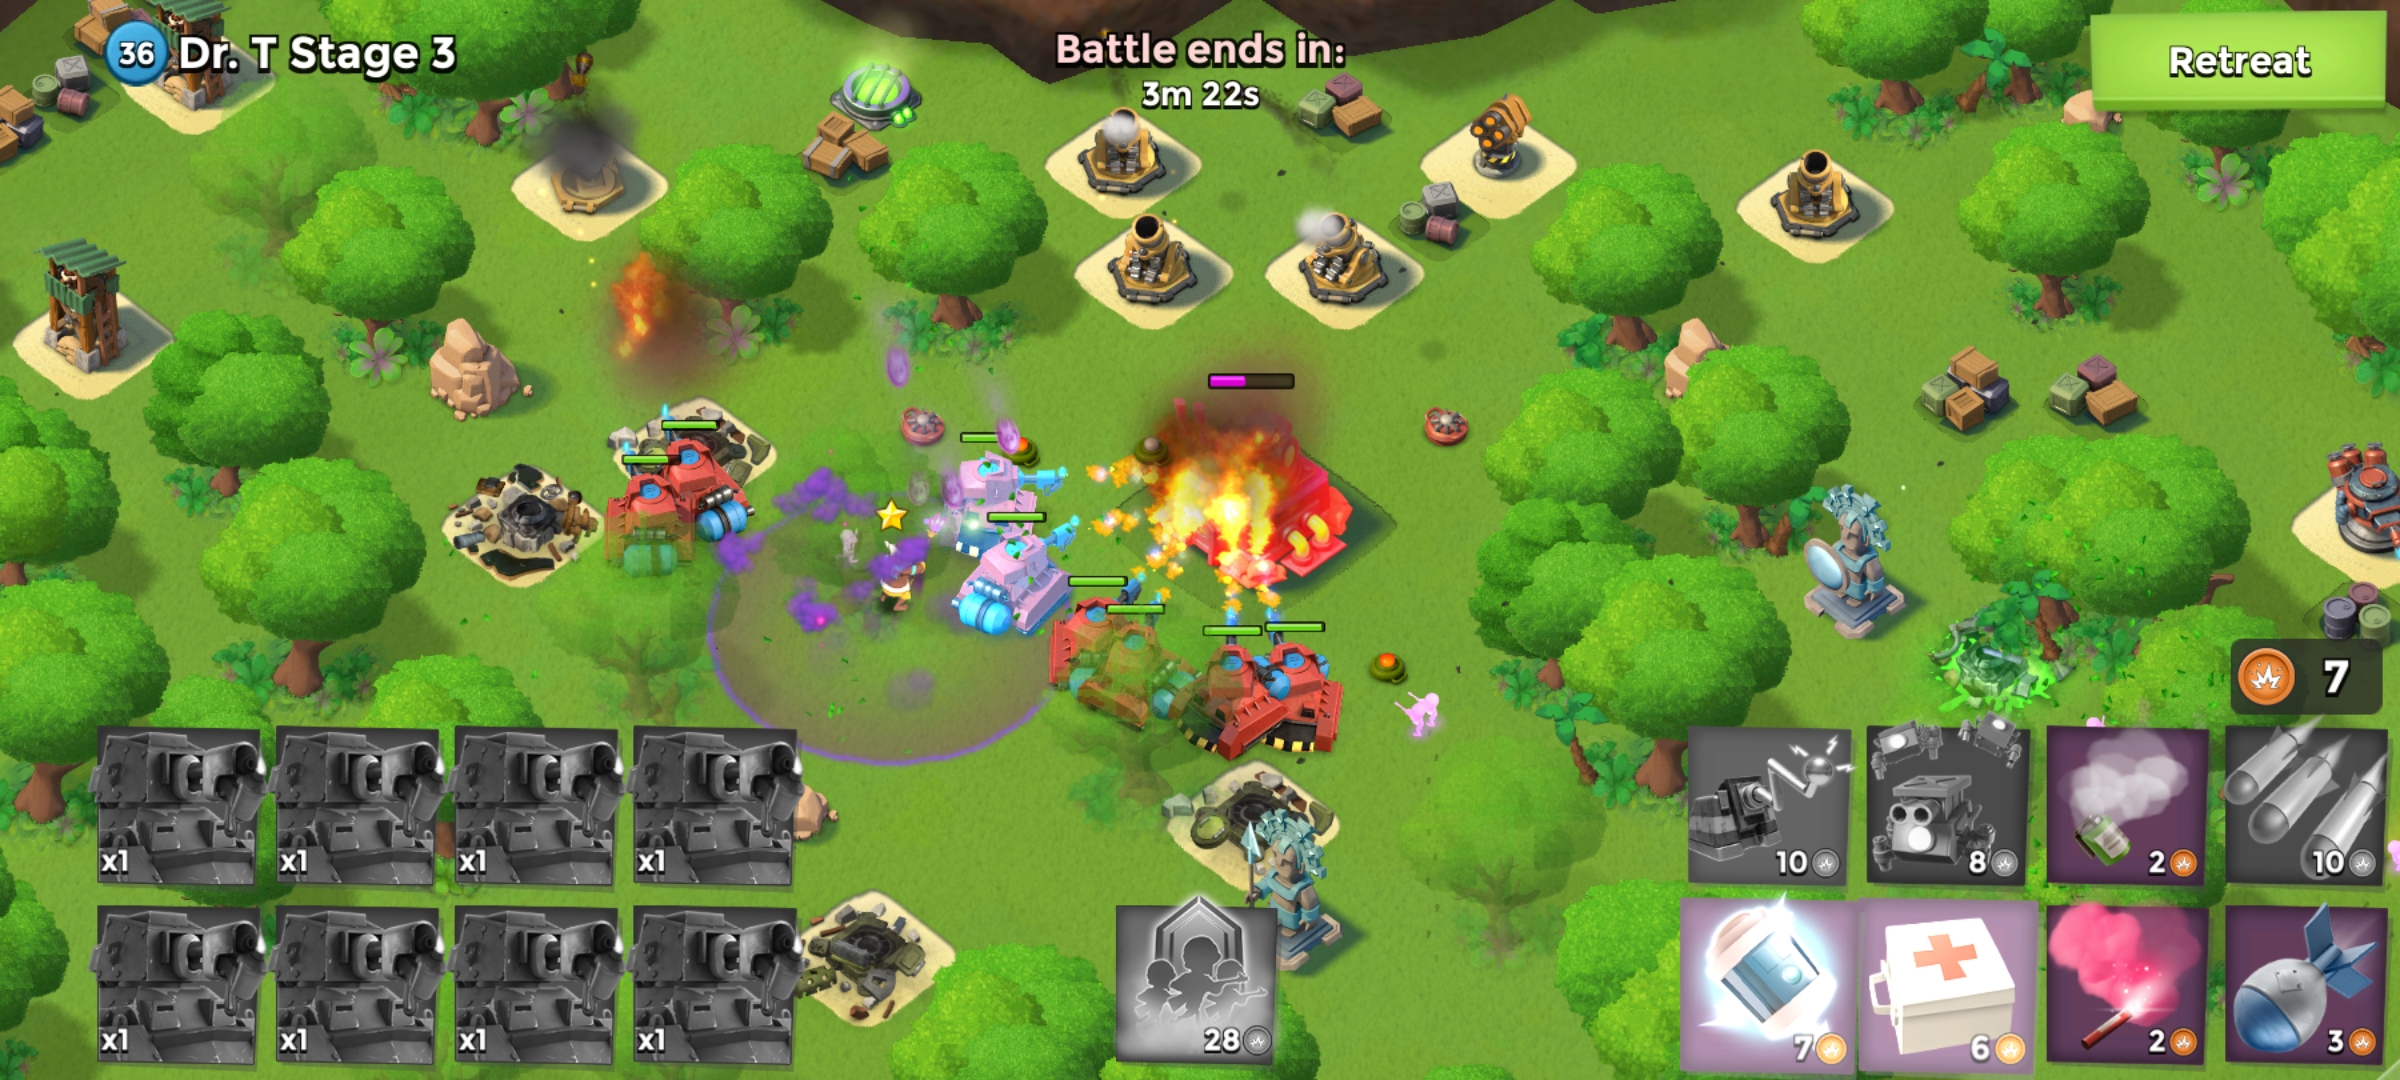 36 Dr. T Stage 3
Battle ends in:
3m 22s
Retreat
7
x1 x1 x1 x1
10 8 2 10
x1 x1 x1 x1
28
7 6 2 3